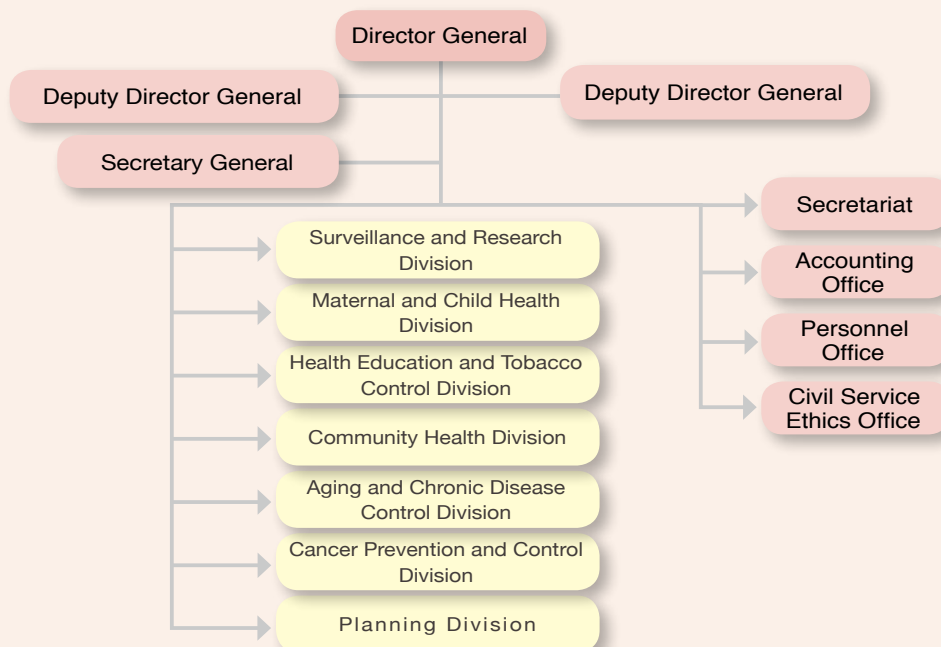 Director General
Deputy Director General
Deputy Director General
Secretary General
Surveillance and Research
Division
Maternal and Child Health
Division
Health Education and Tobacco
Control Division
Community Health Division
Aging and Chronic Disease
Control Division
Cancer Prevention and Control
Division
Planning Division
Secretariat
Accounting
Office
Personnel
Office
Civil Service
Ethics Office